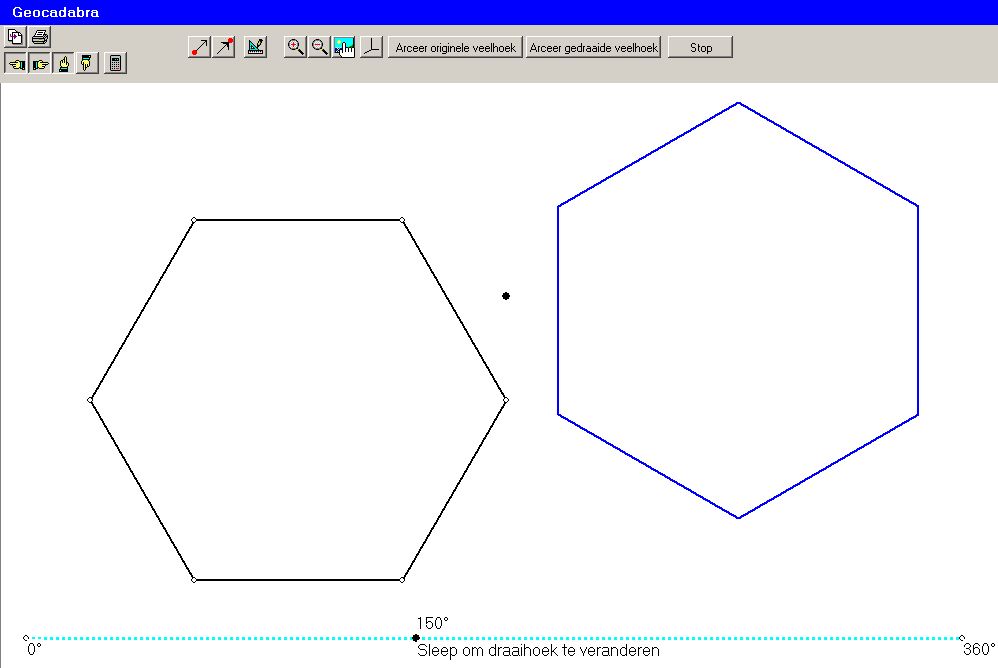 Geocadabra
Arceer originele veelhoek
Arceer gedraaide veelhoek
Stop
150°
0°
Sleep om draaihoek te veranderen
360°